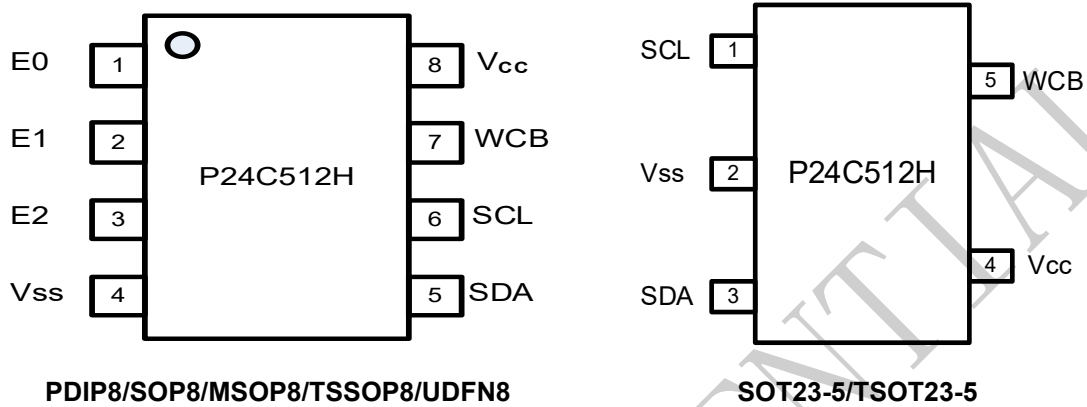 E0 1
E1 2
E2 3
Vss 4
P24C512H
8 Vcc
7 WCB
6 SCL
5 SDA
PDIP8/SOP8/MSOP8/TSSOP8/UDFN8
SCL 1
Vss 2
SDA 3
P24C512H
5 WCB
4 Vcc
SOT23-5/TSOT23-5